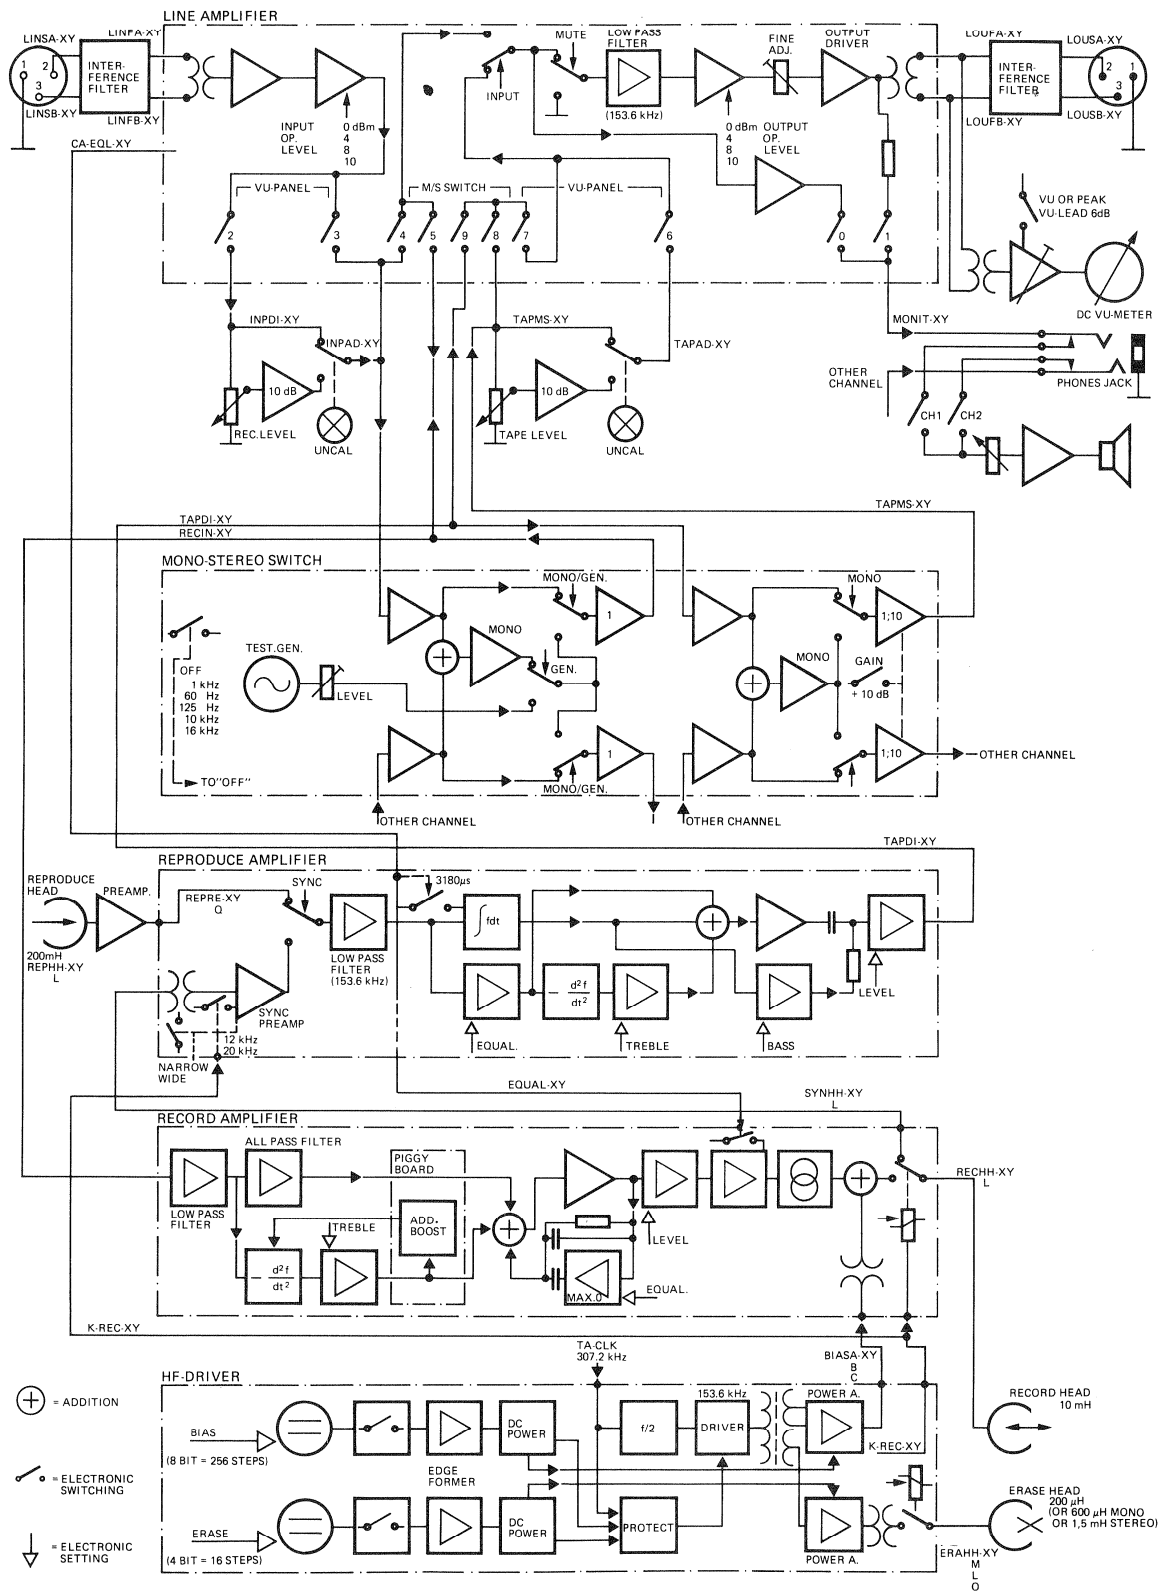 LINE AMPLIFIER
LINSA-XY
LINFA-XY
1
2
3
INTER-
FERENCE
FILTER
LINSB-XY
LINFB-XY
CA-EQL-XY
INPUT
OP.
LEVEL
0 dBm
4
8
10
INPUT
MUTE
LOW PASS
FILTER
(153.6 kHz)
FINE
ADJ.
OUTPUT
DRIVER
0 dBm
4
8
10
OUTPUT
OP.
LEVEL
LOUFA-XY
LOUSA-XY
INTER-
FERENCE
FILTER
2
1
3
LOUFB-XY
LOUSB-XY
VU-PANEL
M/S SWITCH
VU-PANEL
2
3
4
5
9
8
7
6
0
1
VU OR PEAK
VU-LEAD 6dB
DC VU-METER
INPDI-XY
INPAD-XY
10 dB
REC.LEVEL
UNCAL
TAPMS-XY
TAPAD-XY
10 dB
TAPE LEVEL
UNCAL
MONIT-XY
OTHER
CHANNEL
PHONES JACK
CH1
CH2
TAPMS-XY
TAPDI-XY
RECIN-XY
MONO-STEREO SWITCH
OFF
1 kHz
60 Hz
125 Hz
10 kHz
16 kHz
TO"OFF"
TEST.GEN.
LEVEL
MONO/GEN.
1
MONO
GEN.
1
MONO/GEN.
OTHER CHANNEL
MONO
1;10
MONO
GAIN
+ 10 dB
1;10
OTHER CHANNEL
OTHER CHANNEL
TAPDI-XY
REPRODUCE AMPLIFIER
REPRODUCE
HEAD
PREAMP.
200mH
REPHH-XY
L
REPRE-XY
Q
SYNC
LOW PASS
FILTER
(153.6 kHz)
3180µs
∫ fdt
- d²f
dt²
EQUAL.
TREBLE
BASS
LEVEL
SYNC
PREAMP
12 kHz
20 kHz
NARROW
WIDE
EQUAL-XY
SYNHH-XY
L
RECORD AMPLIFIER
ALL PASS FILTER
LOW PASS
FILTER
PIGGY
BOARD
ADD.
BOOST
TREBLE
- d²f
dt²
LEVEL
MAX.0
EQUAL.
RECHH-XY
L
K-REC-XY
TA-CLK
307.2 kHz
BIASA-XY
B
C
HF-DRIVER
BIAS
(8 BIT = 256 STEPS)
EDGE
FORMER
DC
POWER
f/2
153.6 kHz
DRIVER
POWER A.
K-REC-XY
ERASE
(4 BIT = 16 STEPS)
DC
POWER
PROTECT
POWER A.
RECORD HEAD
10 mH
ERASE HEAD
200 µH
(OR 600 µH MONO
OR 1,5 mH STEREO)
ERAHH-XY
M
L
O
= ADDITION
= ELECTRONIC
SWITCHING
= ELECTRONIC
SETTING